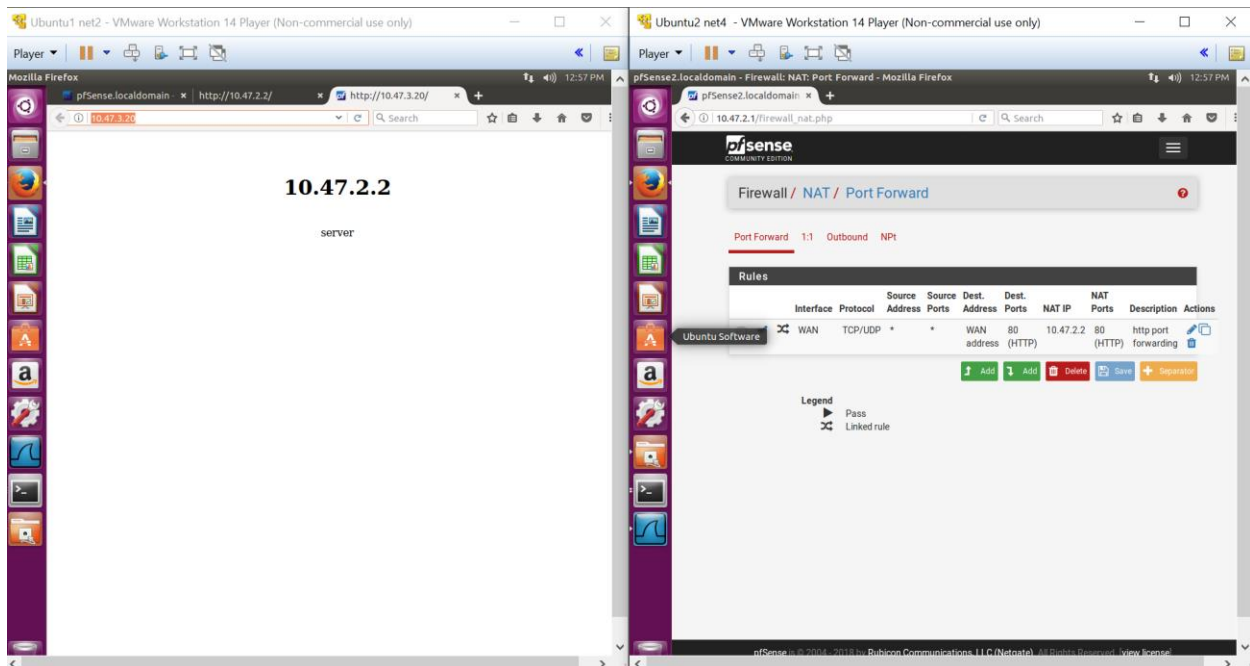 Ubuntu1 net2 - VMware Workstation 14 Player (Non-commercial use only)
Player
Mozilla Firefox
12:57 PM
pfSense.localdomain -
http://10.47.2.2/
http://10.47.3.20/
10.47.3.20
Search
10.47.2.2
server
Ubuntu2 net4 - VMware Workstation 14 Player (Non-commercial use only)
Player
pfSense2.localdomain - Firewall: NAT: Port Forward - Mozilla Firefox
12:57 PM
pfSense2.localdomain
10.47.2.1/firewall_nat.php
Search
pfsense
COMMUNITY EDITION
Firewall / NAT / Port Forward
Port Forward 1:1 Outbound NPt
Rules
Interface Protocol Source Address Source Ports Dest. Address Dest. Ports NAT IP NAT Ports Description Actions
WAN TCP/UDP * * WAN address 80 (HTTP) 10.47.2.2 80 (HTTP) http port forwarding
Ubuntu Software
Add Add Delete Save Separator
Legend
Pass
Linked rule
pfSense is © 2004 - 2018 by Rubicon Communications, LLC (Netgate). All Rights Reserved. [view license]